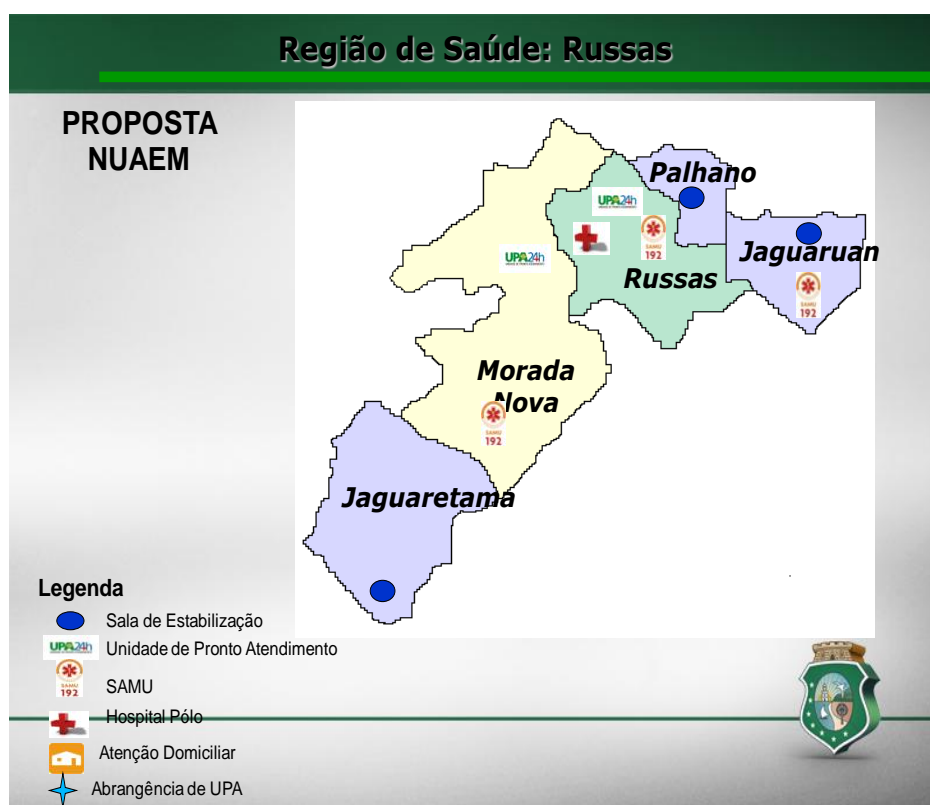 Região de Saúde: Russas
PROPOSTA
NUAEM
Palhano
UPA24h
SAMU
192
Jaguaruan
UPA24h
Russas
SAMU
192
Morada
Nova
SAMU
192
Jaguaretama
Legenda
Sala de Estabilização
UPA24h Unidade de Pronto Atendimento
SAMU
192
SAMU
Hospital Pólo
Atenção Domiciliar
Abrangência de UPA